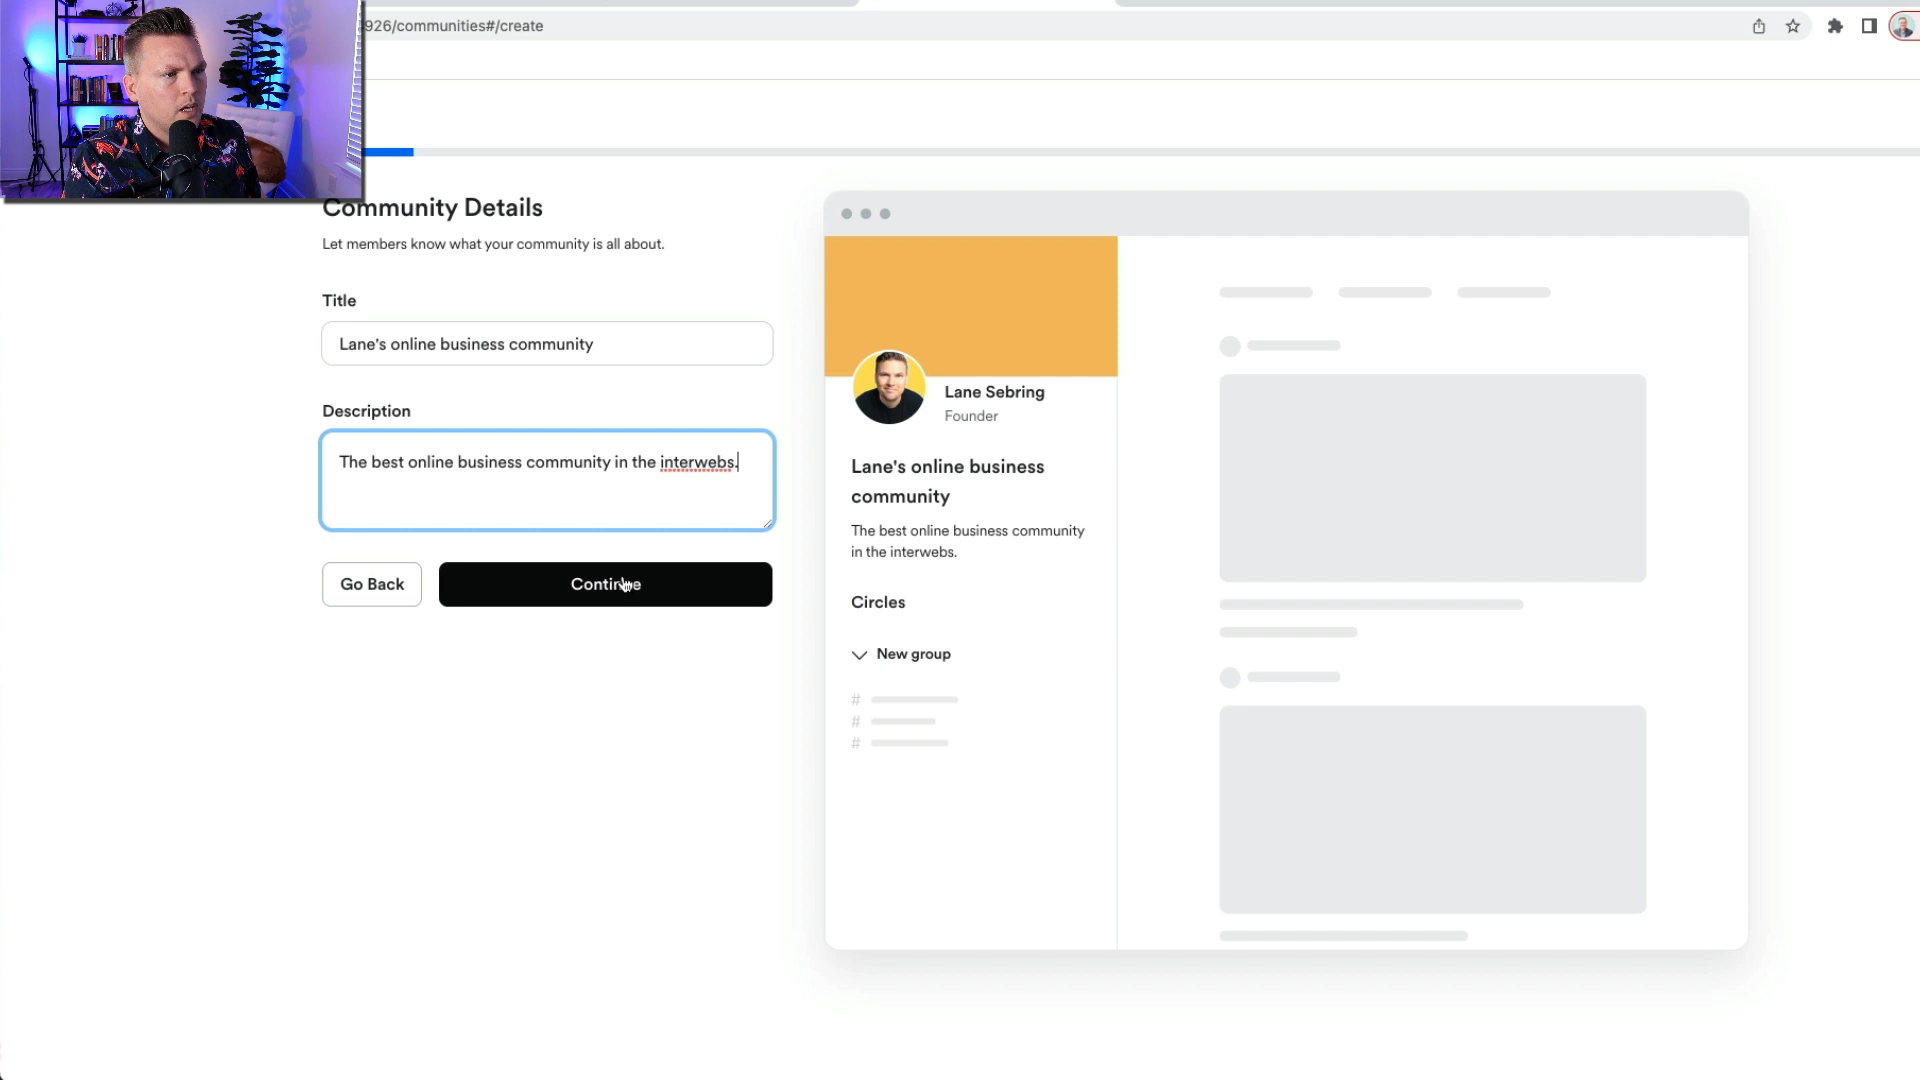 926/communities#/create
Community Details
Let members know what your community is all about.
Title
Lane's online business community
Description
The best online business community in the interwebs.
Go Back
Continue
Lane Sebring
Founder
Lane's online business
community
The best online business community
in the interwebs.
Circles
New group
#
#
#